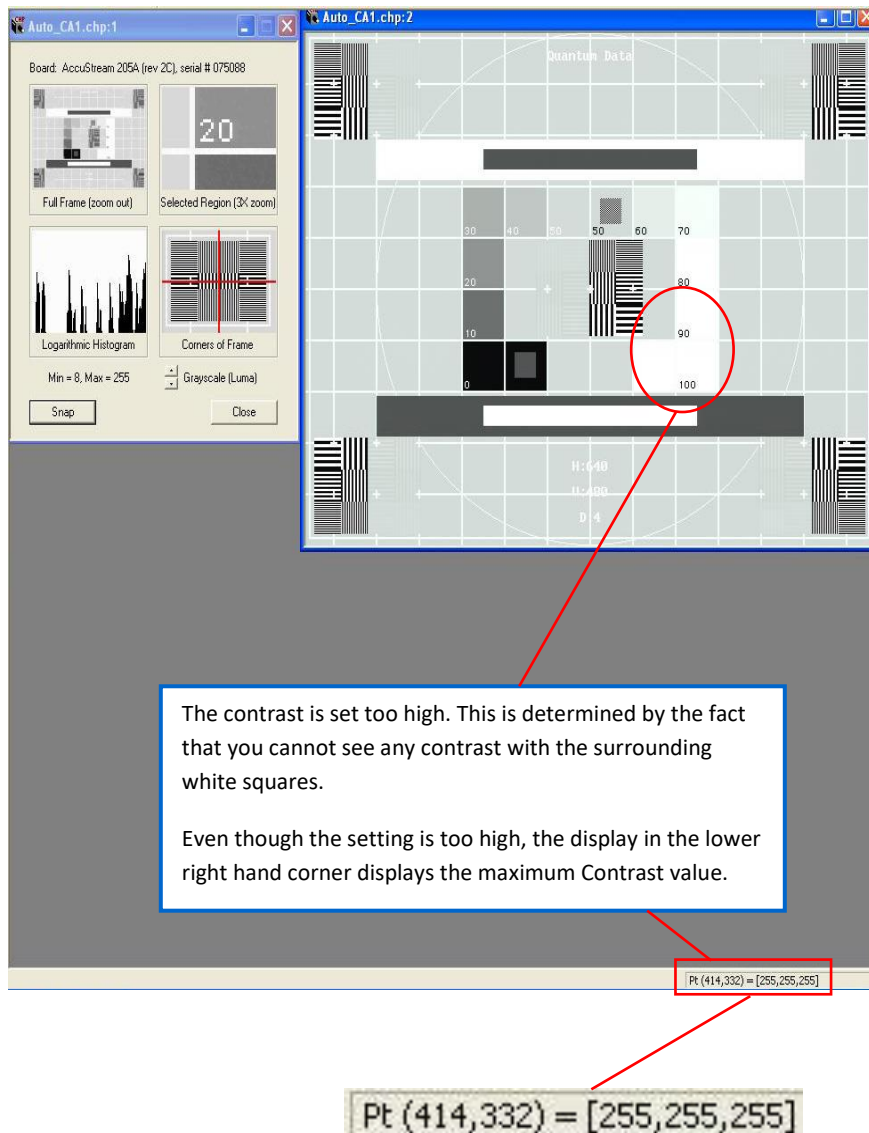 Auto_CA1.chp:1
Board: AccuStream 205A (rev 2C), serial # 075088
20
Full Frame (zoom out)
Selected Region (3X zoom)
Logarithmic Histogram
Corners of Frame
Min = 8, Max = 255
Grayscale (Luma)
Snap
Close
Auto_CA1.chp:2
Quantum Data
30 40 50 50 60 70
20 80
10 90
0 100
H:640
V:480
D:4
The contrast is set too high. This is determined by the fact
that you cannot see any contrast with the surrounding
white squares.
Even though the setting is too high, the display in the lower
right hand corner displays the maximum Contrast value.
Pt (414,332) = [255,255,255]
Pt (414,332) = [255,255,255]